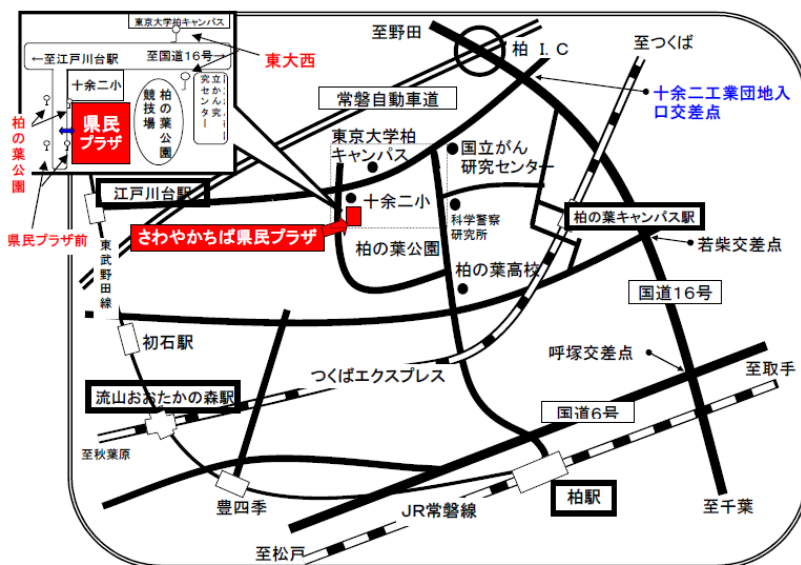 東京大学柏キャンパス
←至江戸川台駅
至国道16号
東大西
十余二小
柏の葉公園
県民
プラザ
柏の葉公園
競技場
国立がん研
究センター
県民プラザ前
至野田
柏 I.C
至つくば
常磐自動車道
十余二工業団地入
口交差点
東京大学柏
キャンパス
国立がん
研究センター
江戸川台駅
十余二小
科学警察
研究所
柏の葉キャンパス駅
さわやかちば県民プラザ
柏の葉公園
若柴交差点
東武野田線
柏の葉高校
国道16号
初石駅
呼塚交差点
つくばエクスプレス
至取手
流山おおたかの森駅
国道6号
至秋葉原
豊四季
JR常磐線
柏駅
至千葉
至松戸